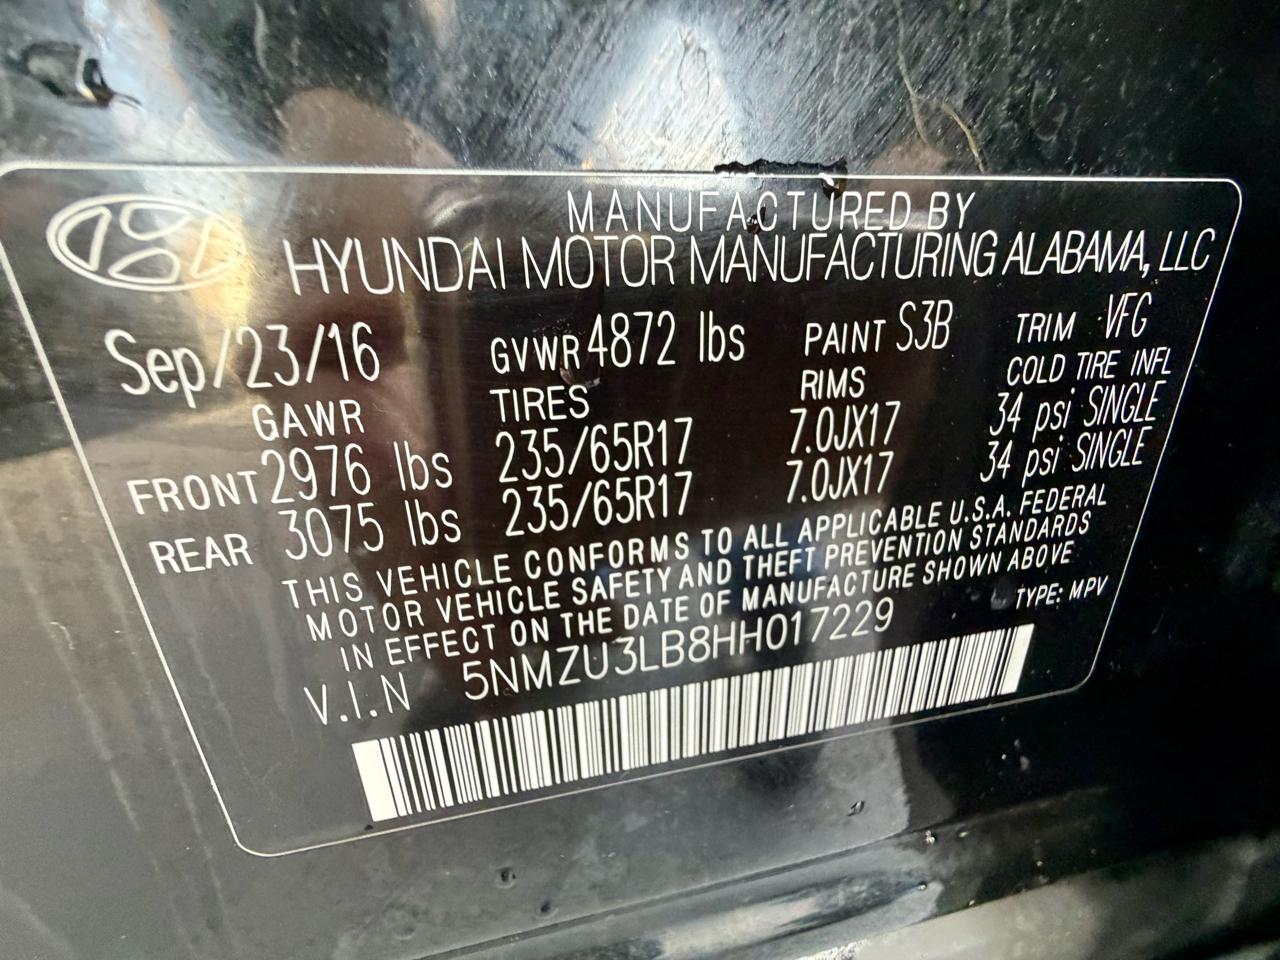 MANUFACTURED BY
HYUNDAI MOTOR MANUFACTURING ALABAMA, LLC
Sep/23/16 GVWR 4872 lbs PAINT S3B TRIM VFG
GAWR TIRES RIMS COLD TIRE INFL
FRONT 2976 lbs 235/65R17 7.0JX17 34 psi SINGLE
REAR 3075 lbs 235/65R17 7.0JX17 34 psi SINGLE
THIS VEHICLE CONFORMS TO ALL APPLICABLE U.S.A. FEDERAL
MOTOR VEHICLE SAFETY AND THEFT PREVENTION STANDARDS
IN EFFECT ON THE DATE OF MANUFACTURE SHOWN ABOVE
V.I.N 5NMZU3LB8HH017229 TYPE: MPV